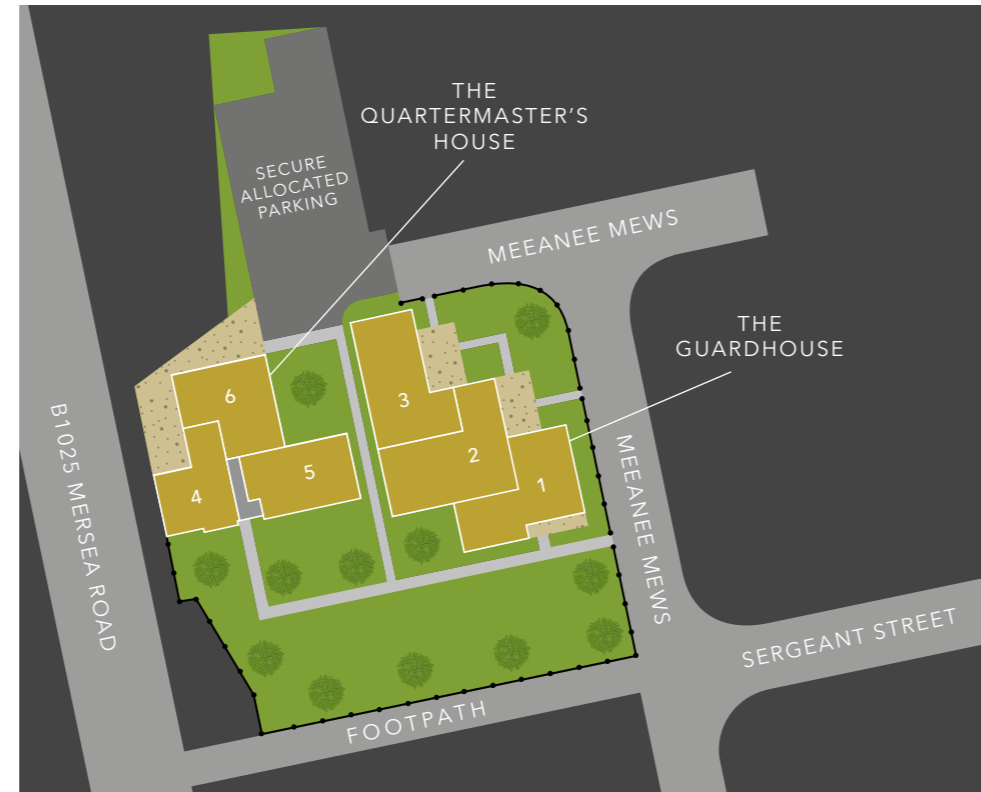 THE
QUARTERMASTER'S
HOUSE
SECURE
ALLOCATED
PARKING
MEEANEE MEWS
THE
GUARDHOUSE
6
3
5
2
4
1
B1025 MERSEA ROAD
MEEANEE MEWS
SERGEANT STREET
FOOTPATH